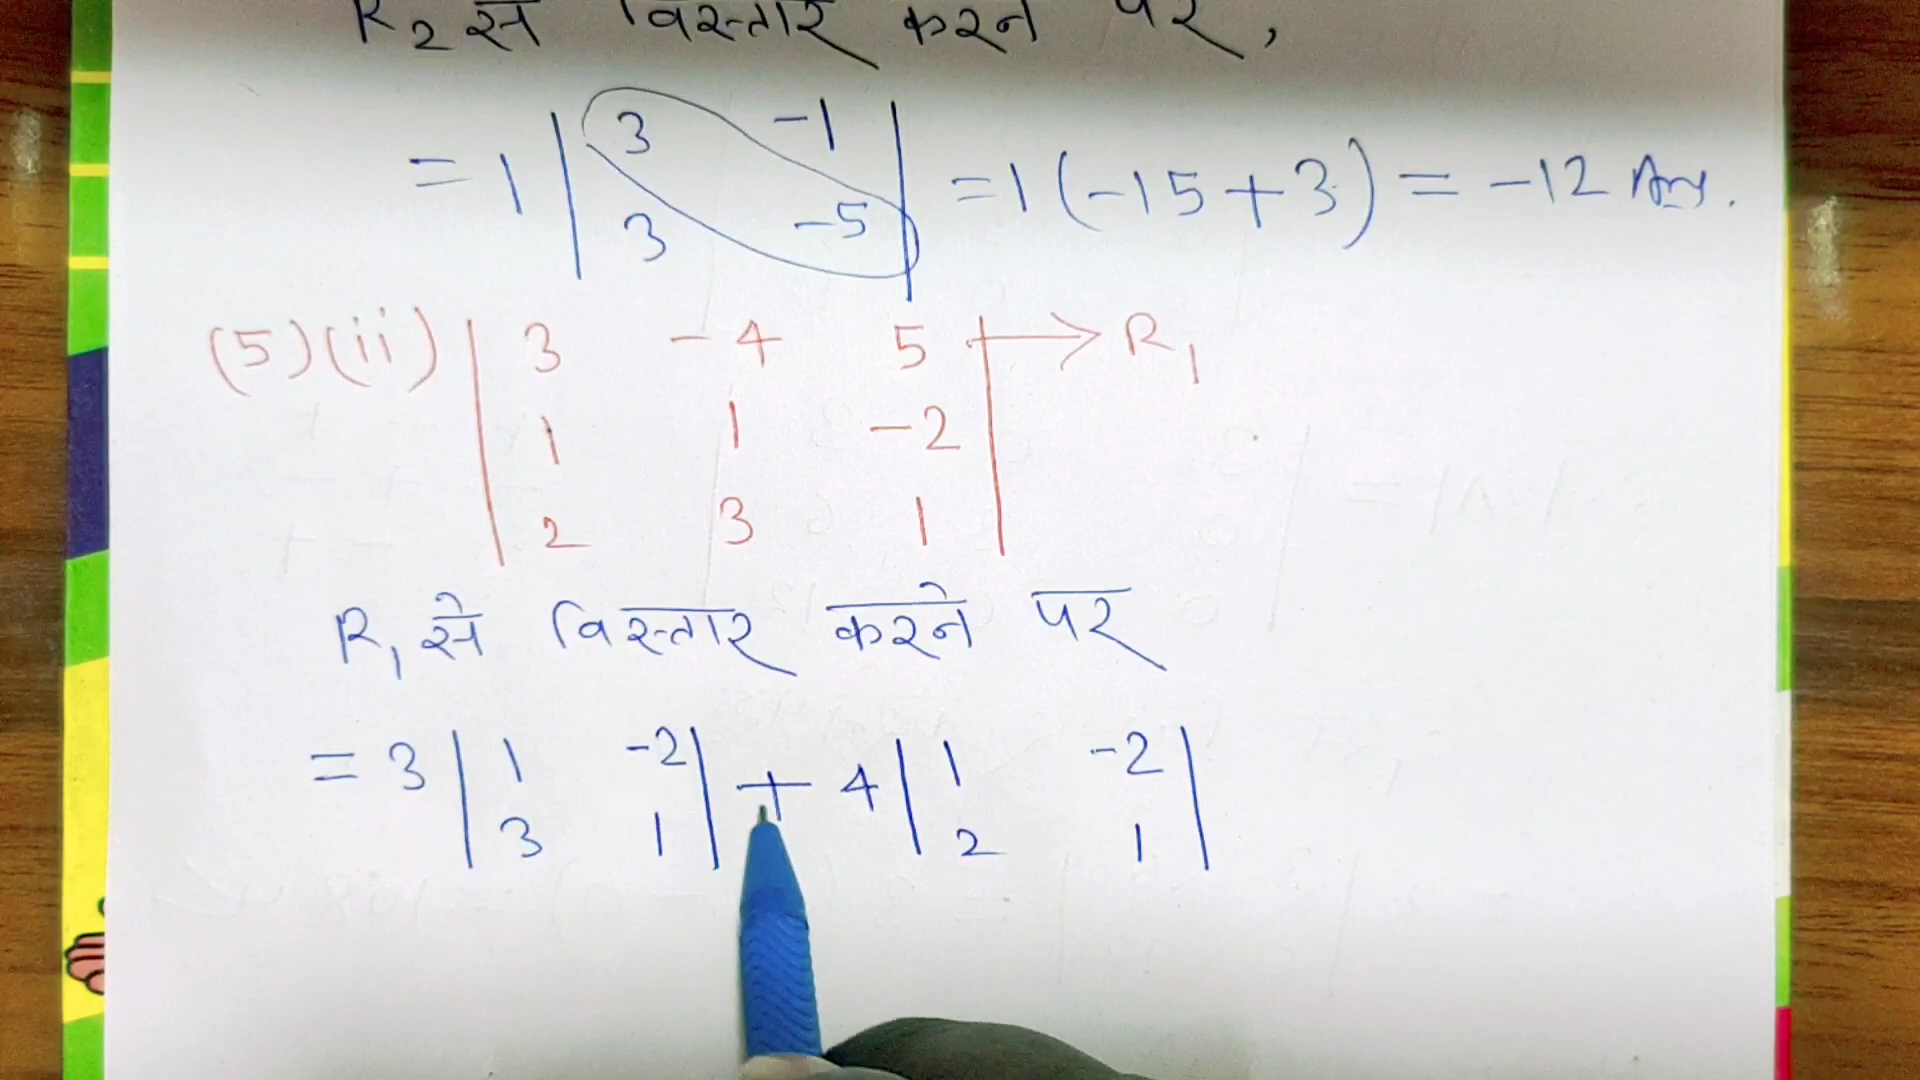 R2 से विस्तार करने पर,
= 1 | 3 -1 | = 1 (-15 + 3) = -12 Ans.
| 3 -5 |
(5) (ii) | 3 -4 5 | → R1
| 1 1 -2 |
| 2 3 1 |
R1 से विस्तार करने पर
= 3 | 1 -2 | + 4 | 1 -2 |
| 3 1 | | 2 1 |